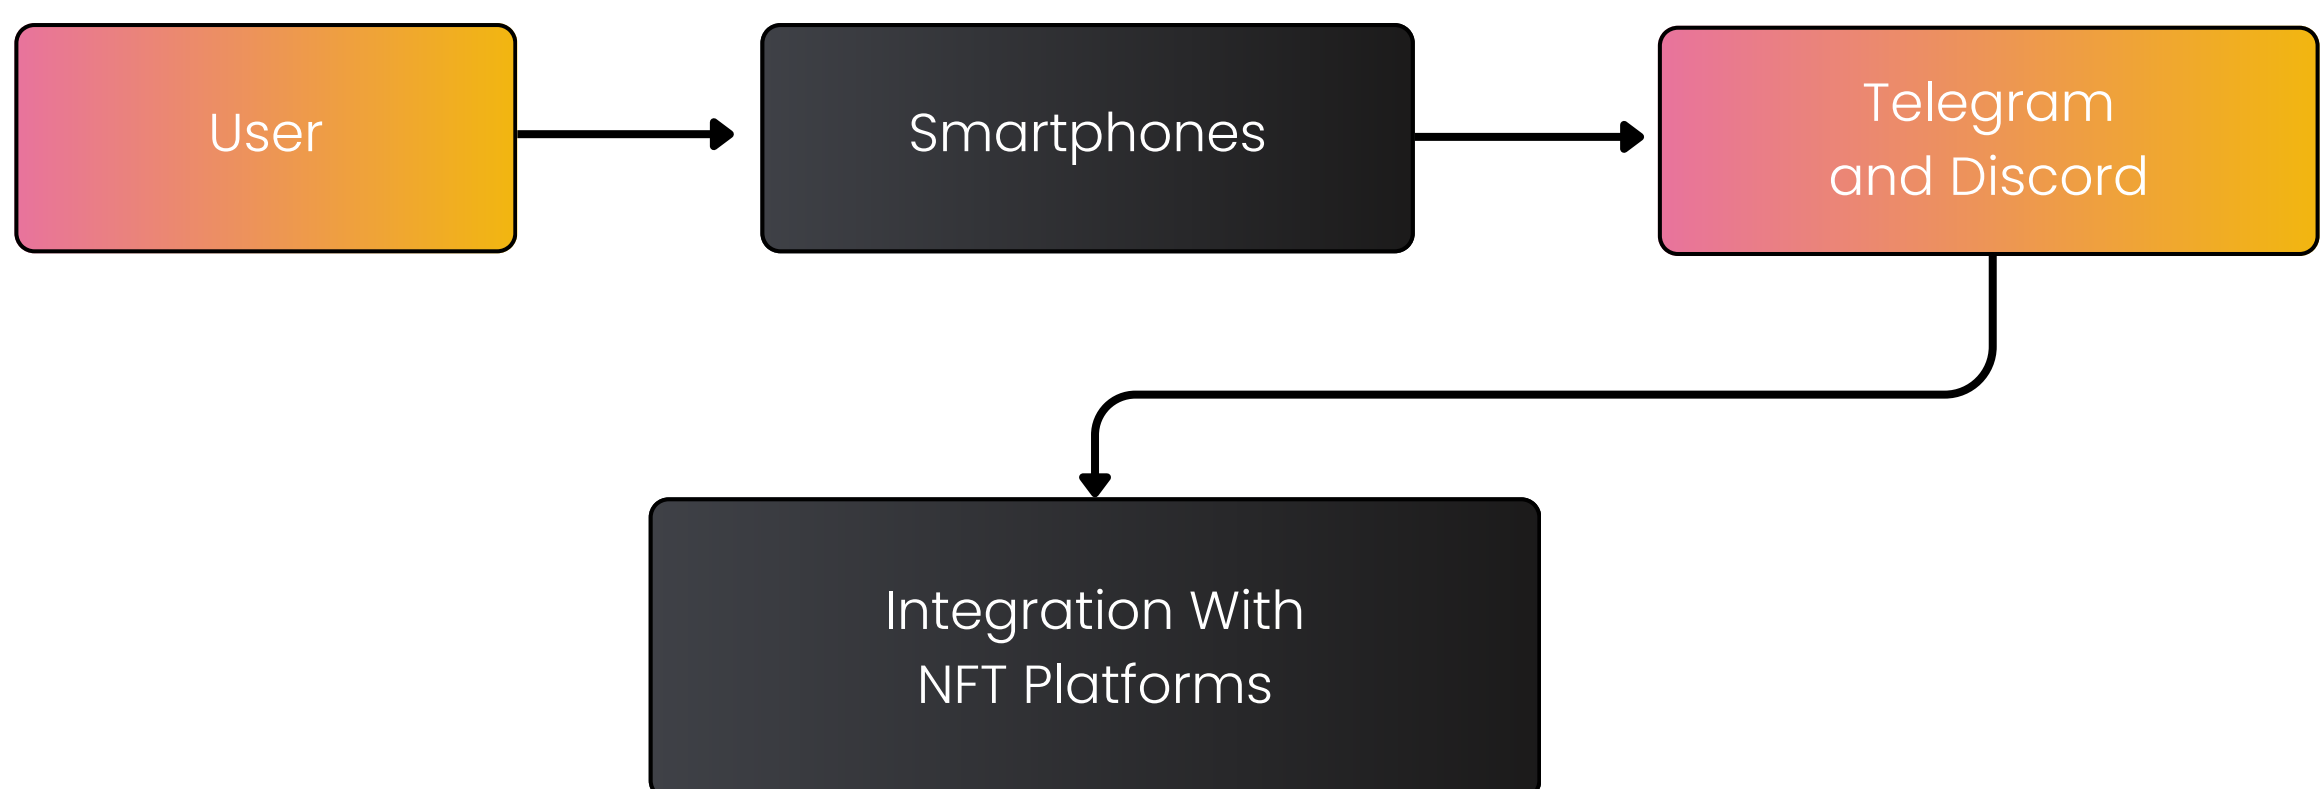 User
Smartphones
Telegram
and Discord
Integration With
NFT Platforms